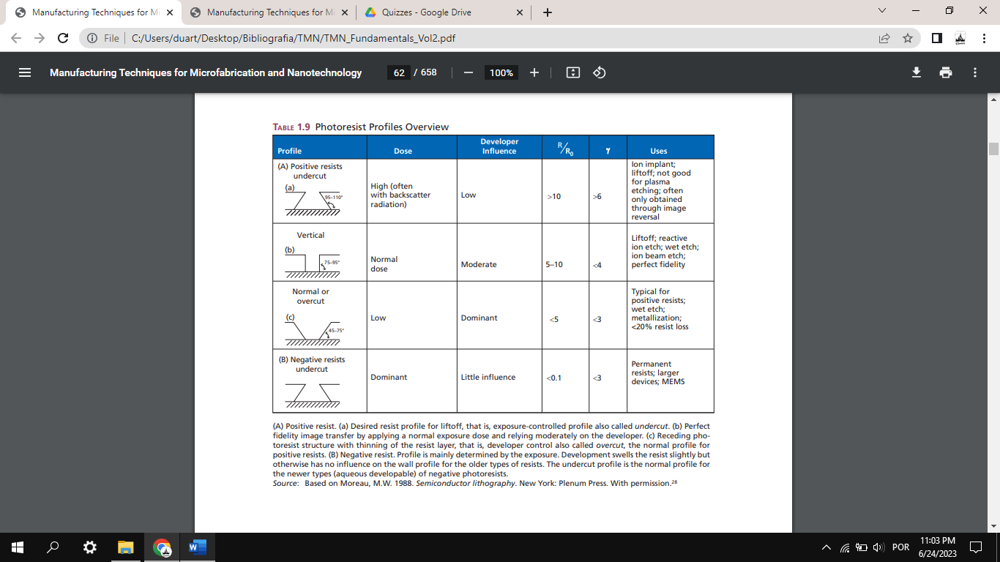 Manufacturing Techniques for Mi
Manufacturing Techniques for Mi
Quizzes - Google Drive
File
C:/Users/duart/Desktop/Bibliografia/TMN/TMN_Fundamentals_Vol2.pdf
Manufacturing Techniques for Microfabrication and Nanotechnology
62 / 658
100%
TABLE 1.9 Photoresist Profiles Overview
Profile
Dose
Developer
Influence
R/R0
γ
Uses
(A) Positive resists
undercut
(a)
95–110°
High (often
with backscatter
radiation)
Low
>10
>6
Ion implant;
liftoff; not good
for plasma
etching; often
only obtained
through image
reversal
Vertical
(b)
75–95°
Normal
dose
Moderate
5–10
<4
Liftoff; reactive
ion etch; wet etch;
ion beam etch;
perfect fidelity
Normal or
overcut
(c)
45–75°
Low
Dominant
<5
<3
Typical for
positive resists;
wet etch;
metallization;
<20% resist loss
(B) Negative resists
undercut
Dominant
Little influence
<0.1
<3
Permanent
resists; larger
devices; MEMS
(A) Positive resist. (a) Desired resist profile for liftoff, that is, exposure-controlled profile also called undercut. (b) Perfect
fidelity image transfer by applying a normal exposure dose and relying moderately on the developer. (c) Receding pho-
toresist structure with thinning of the resist layer, that is, developer control also called overcut, the normal profile for
positive resists. (B) Negative resist. Profile is mainly determined by the exposure. Development swells the resist slightly but
otherwise has no influence on the wall profile for the older types of resists. The undercut profile is the normal profile for
the newer types (aqueous developable) of negative photoresists.
Source: Based on Moreau, M.W. 1988. Semiconductor lithography. New York: Plenum Press. With permission.28
POR
11:03 PM
6/24/2023